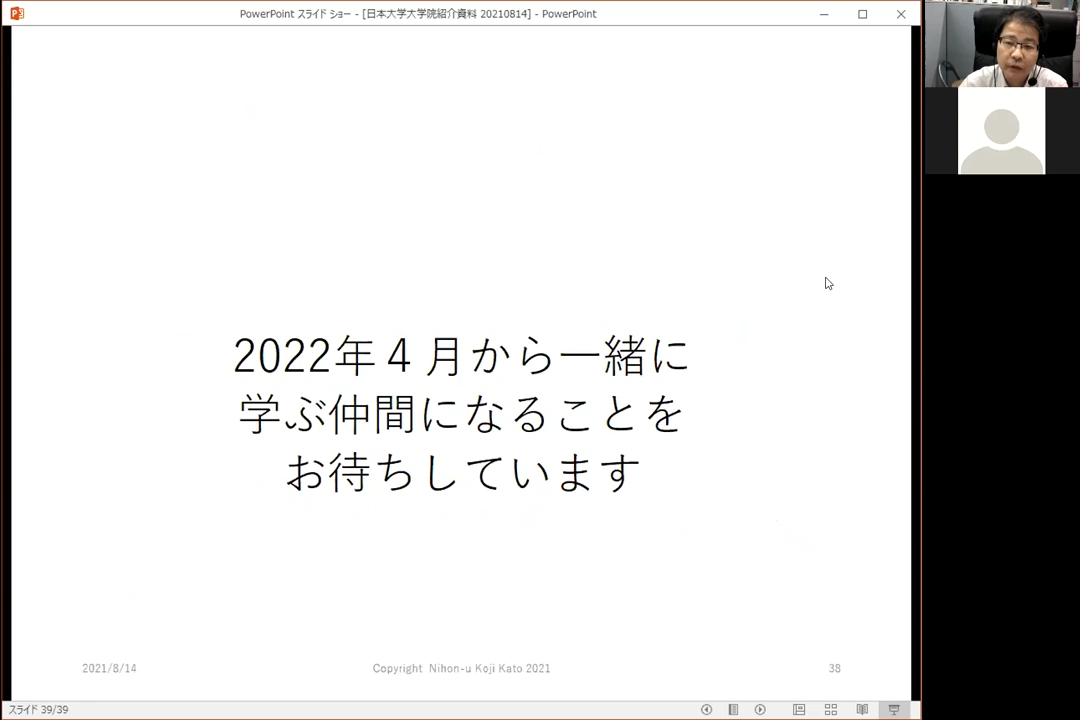 PowerPoint スライド ショー - [日本大学大学院紹介資料 20210814] - PowerPoint
2022年４月から一緒に
学ぶ仲間になることを
お待ちしています
2021/8/14
Copyright Nihon-u Koji Kato 2021
38
スライド 39/39